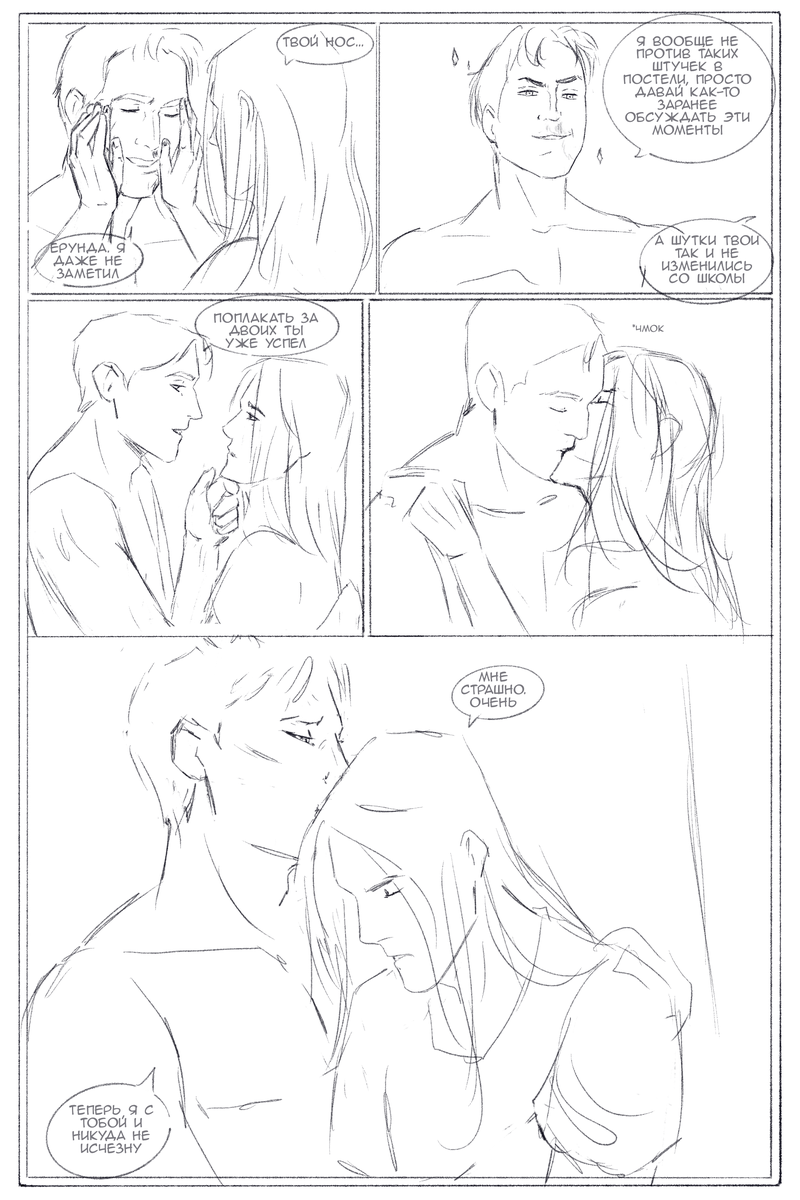 ТВОЙ НОС...
ЕРУНДА. Я
ДАЖЕ НЕ
ЗАМЕТИЛ
Я ВООБЩЕ НЕ
ПРОТИВ ТАКИХ
ШТУЧЕК В
ПОСТЕЛИ, ПРОСТО
ДАВАЙ КАК-ТО
ЗАРАНЕЕ
ОБСУЖДАТЬ ЭТИ
МОМЕНТЫ
А ШУТКИ ТВОИ
ТАК И НЕ
ИЗМЕНИЛИСЬ
СО ШКОЛЫ
ПОПЛАКАТЬ ЗА
ДВОИХ ТЫ
УЖЕ УСПЕЛ
*ЧМОК
МНЕ
СТРАШНО.
ОЧЕНЬ
ТЕПЕРЬ Я С
ТОБОЙ И
НИКУДА НЕ
ИСЧЕЗНУ